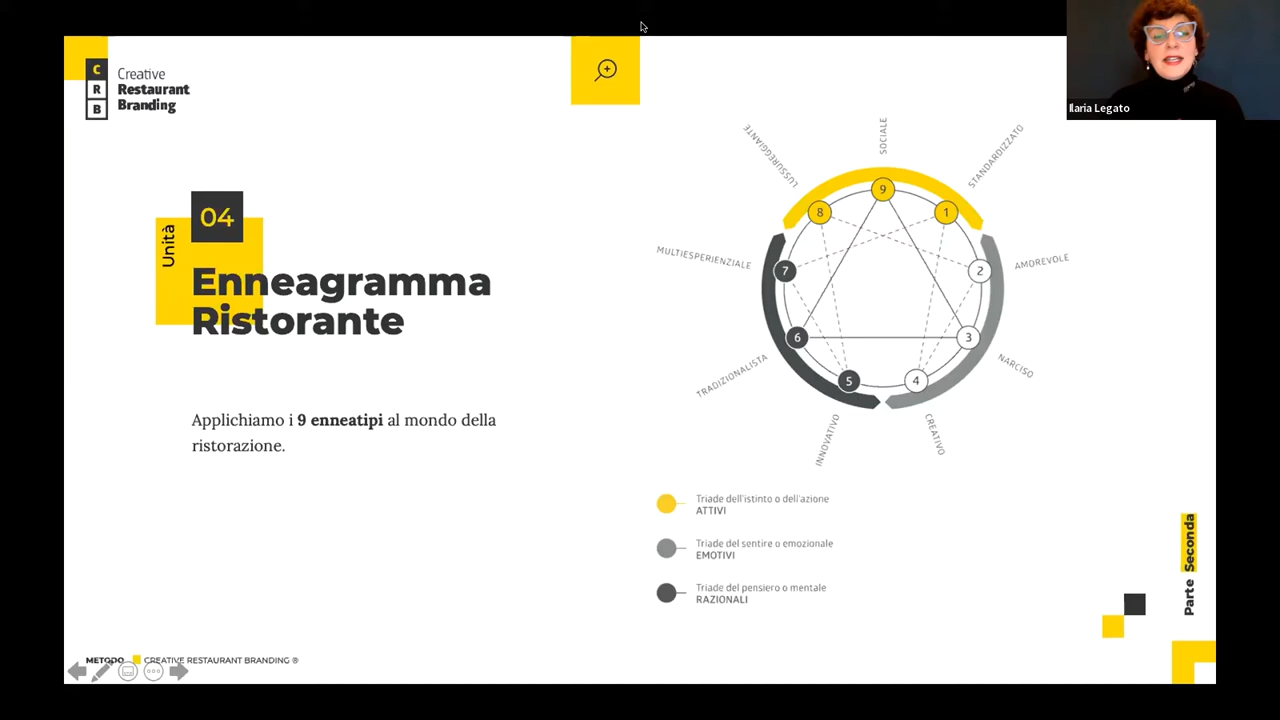 Ilaria Legato
C
R
B
Creative
Restaurant
Branding
04
Unità
Enneagramma
Ristorante
Applichiamo i 9 enneatipi al mondo della
ristorazione.
SOCIALE
LUSSUREGGIANTE
STANDARDIZZATO
MULTIESPERIENZIALE
AMOREVOLE
TRADIZIONALISTA
NARCISO
INNOVATIVO
CREATIVO
9
8
1
7
2
6
3
5
4
Triade dell'istinto o dell'azione
ATTIVI
Triade del sentire o emozionale
EMOTIVI
Triade del pensiero o mentale
RAZIONALI
Parte Seconda
METODO CREATIVE RESTAURANT BRANDING ®